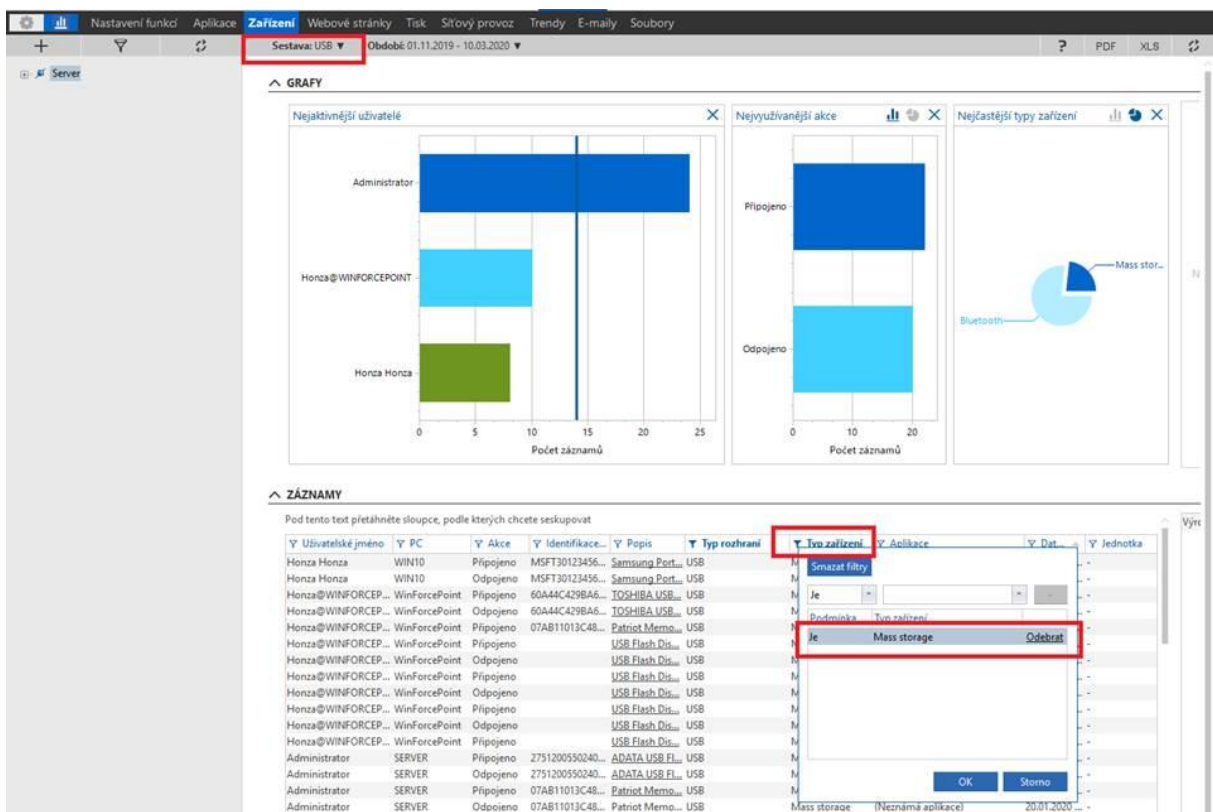 Nastavení funkcí Aplikace Zařízení Webové stránky Tisk Síťový provoz Trendy E-maily Soubory
Sestava: USB ▼ Období: 01.11.2019 - 10.03.2020 ▼ ? PDF XLS
Server
GRAFY
Nejaktivnější uživatelé
Administrator
Honza@WINFORCEPOINT
Honza Honza
0 5 10 15 20 25
Počet záznamů
Nejvyužívanější akce
Připojeno
Odpojeno
0 10 20
Počet záznamů
Nejčastější typy zařízení
Mass stor...
Bluetooth
N
ZÁZNAMY
Pod tento text přetáhněte sloupce, podle kterých chcete seskupovat
Uživatelské jméno PC Akce Identifikace... Popis Typ rozhraní Typ zařízení Aplikace Dat... Jednotka
Honza Honza WIN10 Připojeno MSFT30123456... Samsung Port... USB M -
Honza Honza WIN10 Odpojeno MSFT30123456... Samsung Port... USB M -
Honza@WINFORCEP... WinForcePoint Připojeno 60A44C429BA6... TOSHIBA USB... USB M -
Honza@WINFORCEP... WinForcePoint Odpojeno 60A44C429BA6... TOSHIBA USB... USB M -
Honza@WINFORCEP... WinForcePoint Připojeno 07AB11013C48... Patriot Memo... USB M -
Honza@WINFORCEP... WinForcePoint Připojeno USB Flash Dis... USB M -
Honza@WINFORCEP... WinForcePoint Odpojeno USB Flash Dis... USB M -
Honza@WINFORCEP... WinForcePoint Odpojeno USB Flash Dis... USB M -
Honza@WINFORCEP... WinForcePoint Připojeno USB Flash Dis... USB M -
Honza@WINFORCEP... WinForcePoint Odpojeno USB Flash Dis... USB M -
Honza@WINFORCEP... WinForcePoint Připojeno USB Flash Dis... USB M -
Administrator SERVER Připojeno 2751200550240... ADATA USB Fl... USB M -
Administrator SERVER Odpojeno 2751200550240... ADATA USB Fl... USB M -
Administrator SERVER Připojeno 07AB11013C48... Patriot Memo... USB M -
Administrator SERVER Odpojeno 07AB11013C48... Patriot Memo... USB Mass storage (Neznámá aplikace) 20.01.2020 ... -
Smazat filtry
Je
Podmínka Typ zařízení
Je Mass storage Odebrat
OK Storno